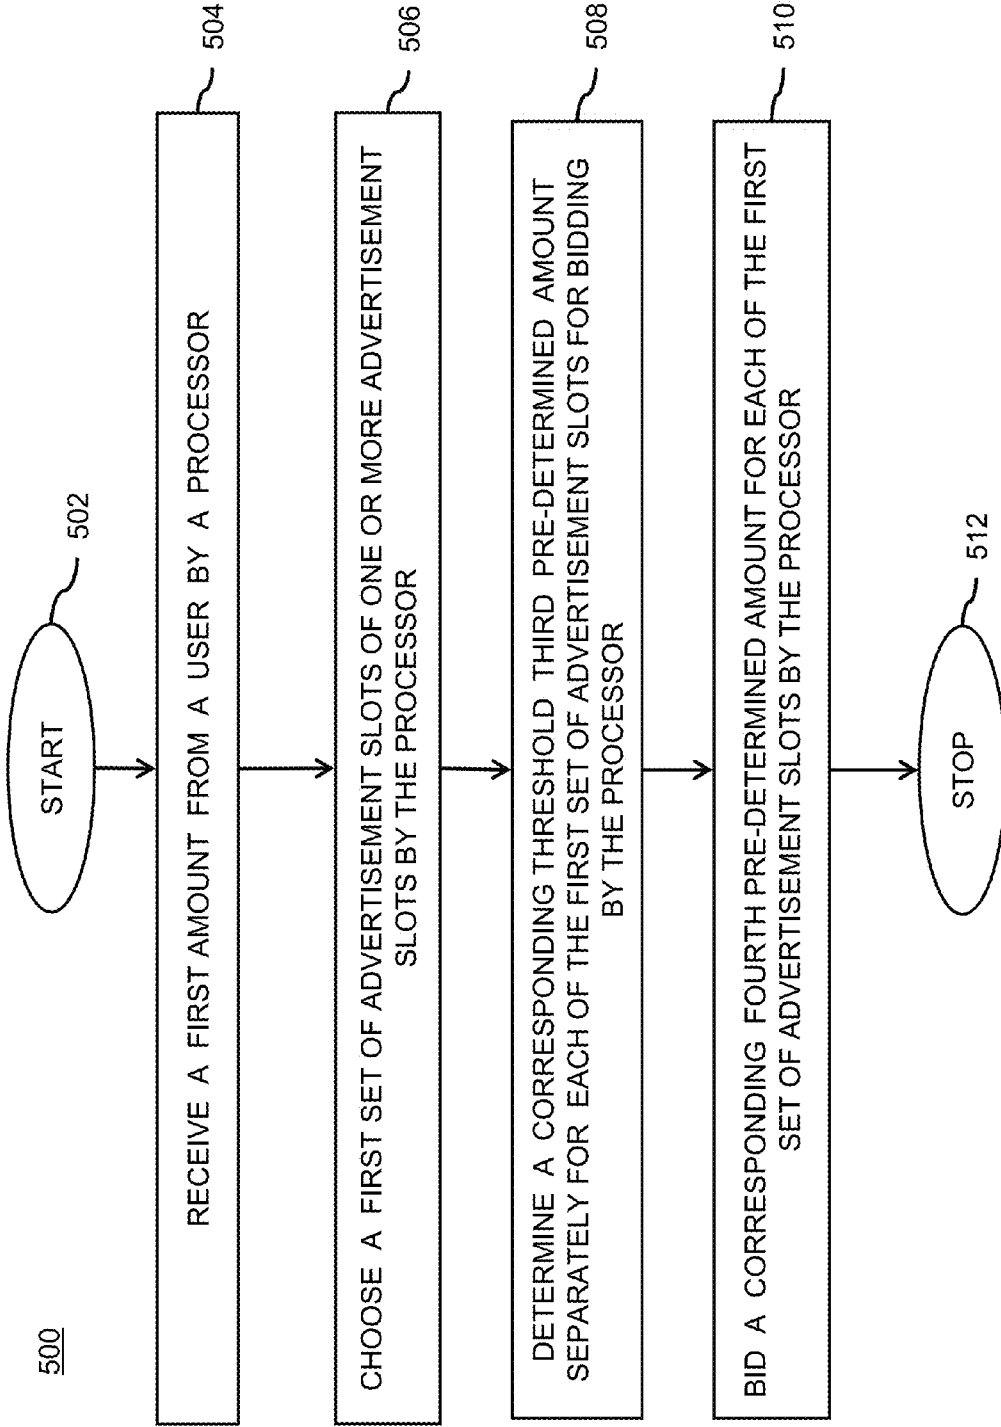 500
START
502
RECEIVE A FIRST AMOUNT FROM A USER BY A PROCESSOR
504
CHOOSE A FIRST SET OF ADVERTISEMENT SLOTS OF ONE OR MORE ADVERTISEMENT
SLOTS BY THE PROCESSOR
506
DETERMINE A CORRESPONDING THRESHOLD THIRD PRE-DETERMINED AMOUNT
SEPARATELY FOR EACH OF THE FIRST SET OF ADVERTISEMENT SLOTS FOR BIDDING
BY THE PROCESSOR
508
BID A CORRESPONDING FOURTH PRE-DETERMINED AMOUNT FOR EACH OF THE FIRST
SET OF ADVERTISEMENT SLOTS BY THE PROCESSOR
510
STOP
512